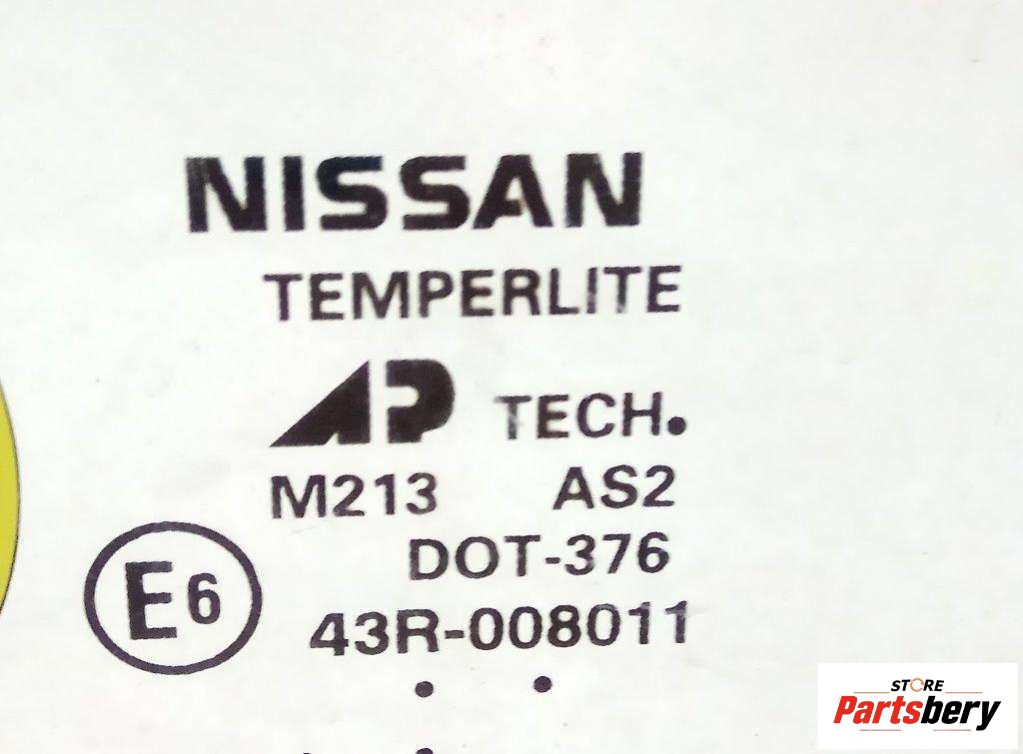 NISSAN
TEMPERLITE
AP TECH.
M213 AS2
DOT-376
E6
43R-008011
STORE
Partsbery